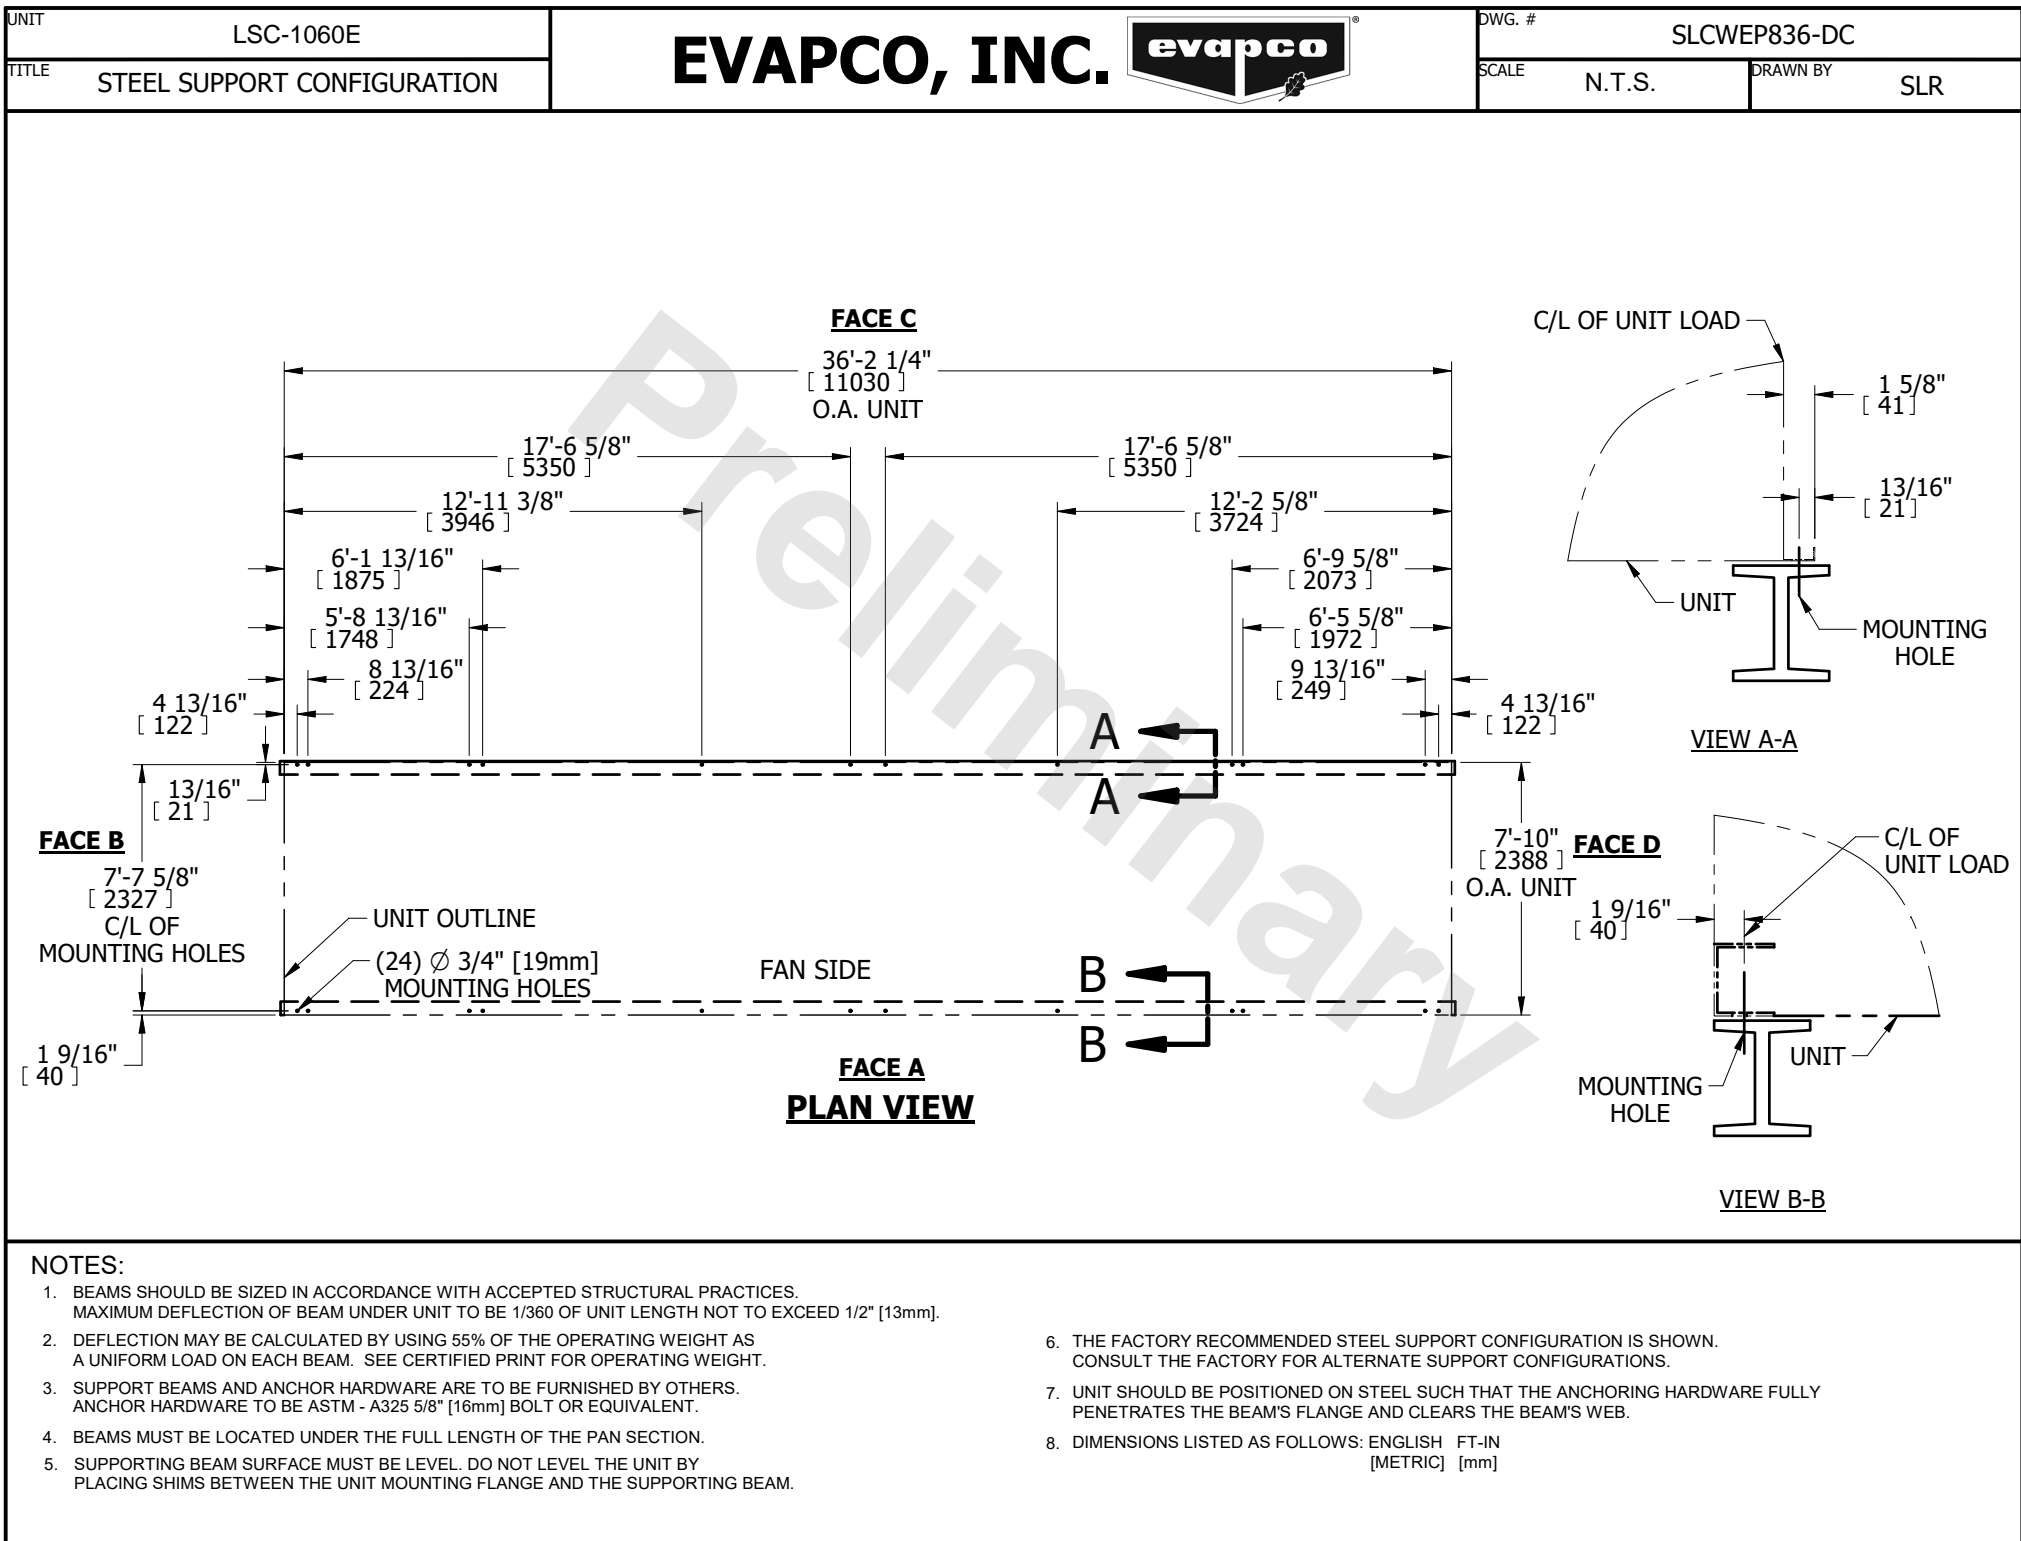 UNIT
LSC-1060E
TITLE
STEEL SUPPORT CONFIGURATION
EVAPCO, INC.
evapco
®
DWG. #
SLCWEP836-DC
SCALE
N.T.S.
DRAWN BY
SLR
Preliminary
FACE C
36'-2 1/4"
[ 11030 ]
O.A. UNIT
17'-6 5/8"
[ 5350 ]
17'-6 5/8"
[ 5350 ]
12'-11 3/8"
[ 3946 ]
12'-2 5/8"
[ 3724 ]
6'-1 13/16"
[ 1875 ]
6'-9 5/8"
[ 2073 ]
5'-8 13/16"
[ 1748 ]
6'-5 5/8"
[ 1972 ]
8 13/16"
[ 224 ]
9 13/16"
[ 249 ]
4 13/16"
[ 122 ]
4 13/16"
[ 122 ]
A
A
13/16"
[ 21 ]
FACE B
7'-7 5/8"
[ 2327 ]
C/L OF
MOUNTING HOLES
7'-10"
[ 2388 ]
O.A. UNIT
FACE D
UNIT OUTLINE
(24) ∅ 3/4" [19mm]
MOUNTING HOLES
FAN SIDE
B
B
1 9/16"
[ 40 ]
FACE A
PLAN VIEW
C/L OF UNIT LOAD
1 5/8"
[ 41 ]
13/16"
[ 21 ]
UNIT
MOUNTING
HOLE
VIEW A-A
C/L OF
UNIT LOAD
1 9/16"
[ 40 ]
UNIT
MOUNTING
HOLE
VIEW B-B
NOTES:
1. BEAMS SHOULD BE SIZED IN ACCORDANCE WITH ACCEPTED STRUCTURAL PRACTICES.
MAXIMUM DEFLECTION OF BEAM UNDER UNIT TO BE 1/360 OF UNIT LENGTH NOT TO EXCEED 1/2" [13mm].
2. DEFLECTION MAY BE CALCULATED BY USING 55% OF THE OPERATING WEIGHT AS
A UNIFORM LOAD ON EACH BEAM. SEE CERTIFIED PRINT FOR OPERATING WEIGHT.
3. SUPPORT BEAMS AND ANCHOR HARDWARE ARE TO BE FURNISHED BY OTHERS.
ANCHOR HARDWARE TO BE ASTM - A325 5/8" [16mm] BOLT OR EQUIVALENT.
4. BEAMS MUST BE LOCATED UNDER THE FULL LENGTH OF THE PAN SECTION.
5. SUPPORTING BEAM SURFACE MUST BE LEVEL. DO NOT LEVEL THE UNIT BY
PLACING SHIMS BETWEEN THE UNIT MOUNTING FLANGE AND THE SUPPORTING BEAM.
6. THE FACTORY RECOMMENDED STEEL SUPPORT CONFIGURATION IS SHOWN.
CONSULT THE FACTORY FOR ALTERNATE SUPPORT CONFIGURATIONS.
7. UNIT SHOULD BE POSITIONED ON STEEL SUCH THAT THE ANCHORING HARDWARE FULLY
PENETRATES THE BEAM'S FLANGE AND CLEARS THE BEAM'S WEB.
8. DIMENSIONS LISTED AS FOLLOWS: ENGLISH FT-IN
[METRIC] [mm]